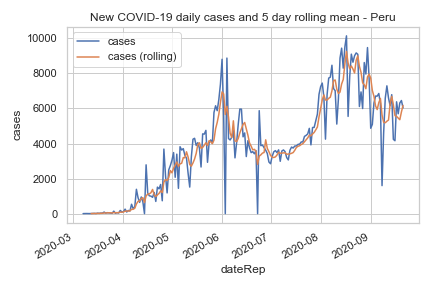 New COVID-19 daily cases and 5 day rolling mean - Peru
cases
cases (rolling)
10000
8000
6000
4000
2000
0
cases
2020-03
2020-04
2020-05
2020-06
2020-07
2020-08
2020-09
dateRep